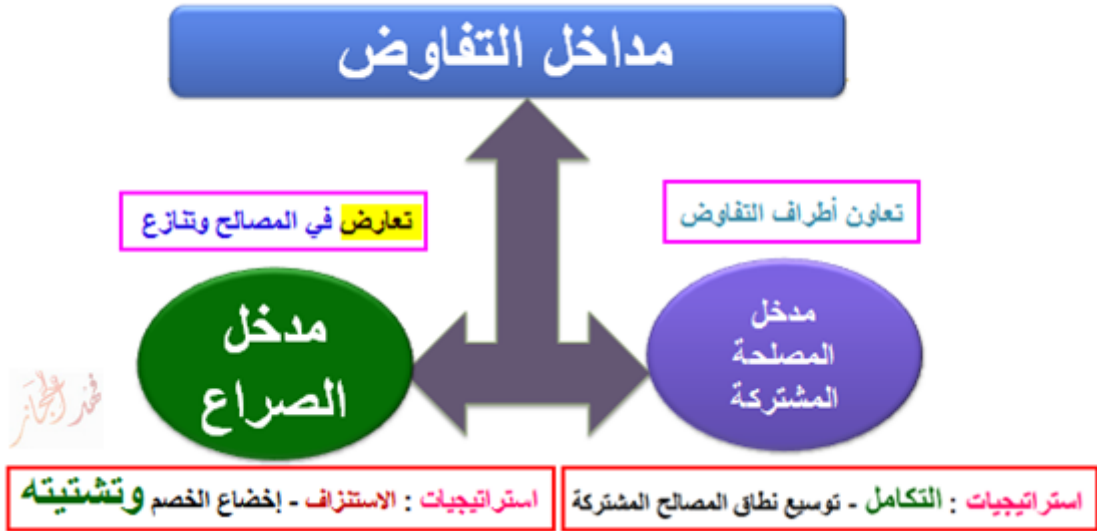 مداخل التفاوض
تعاون أطراف التفاوض
تعارض في المصالح وتنازع
مدخل
المصلحة
المشتركة
مدخل
الصراع
استراتيجيات : التكامل - توسيع نطاق المصالح المشتركة
استراتيجيات : الاستنزاف - إخضاع الخصم وتشتيته